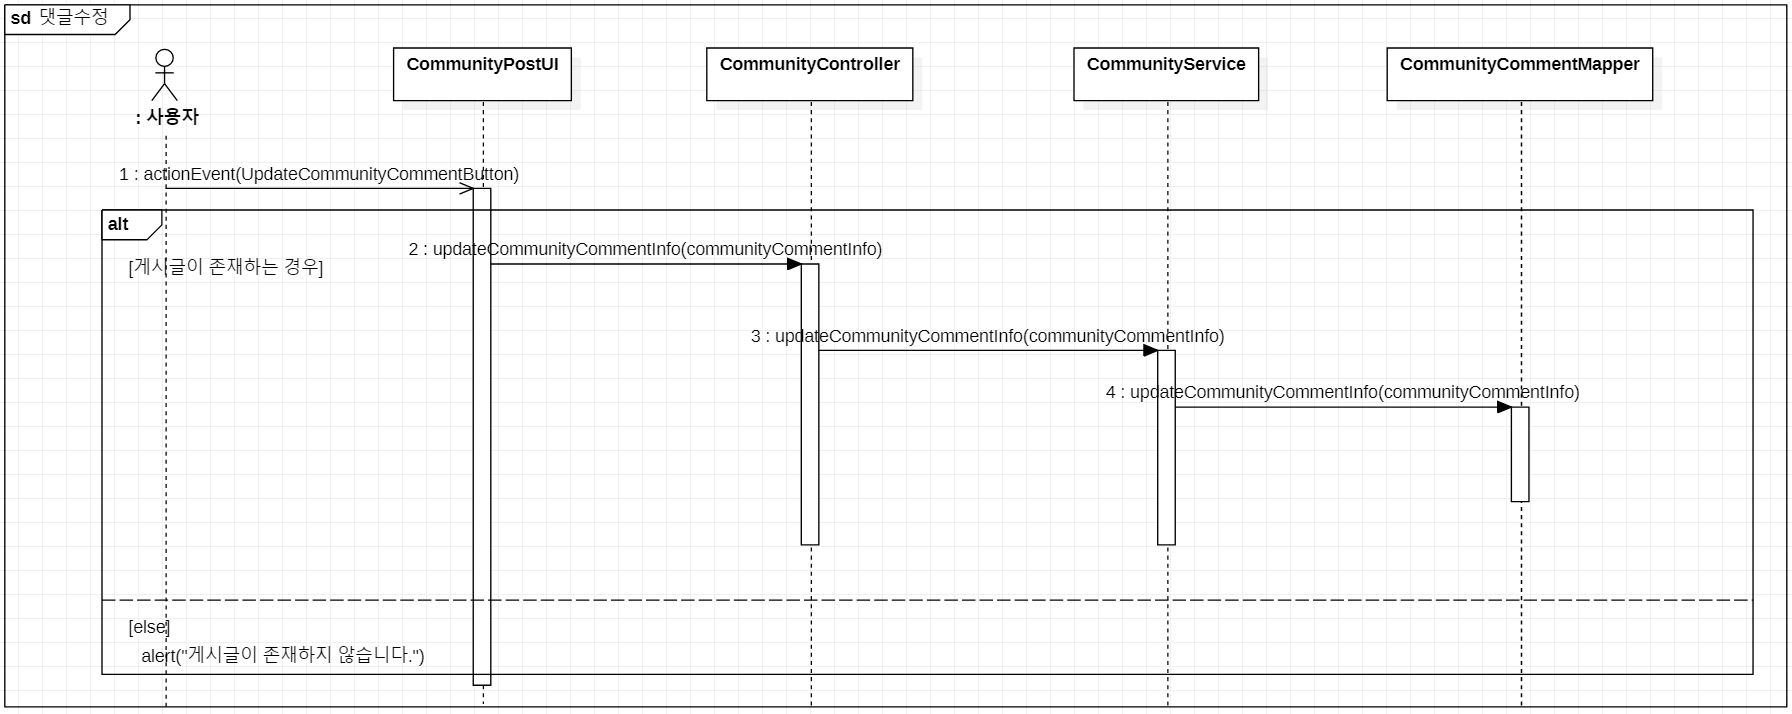 sd 댓글수정
CommunityPostUI
CommunityController
CommunityService
CommunityCommentMapper
: 사용자
1 : actionEvent(UpdateCommunityCommentButton)
alt
2 : updateCommunityCommentInfo(communityCommentInfo)
[게시글이 존재하는 경우]
3 : updateCommunityCommentInfo(communityCommentInfo)
4 : updateCommunityCommentInfo(communityCommentInfo)
[else]
alert("게시글이 존재하지 않습니다.")